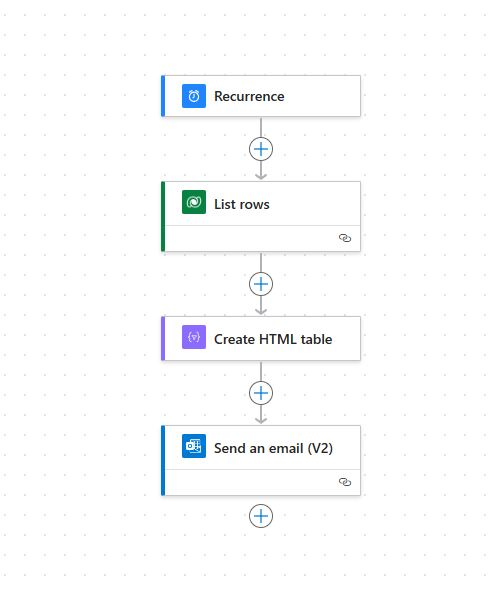 Recurrence
List rows
Create HTML table
Send an email (V2)